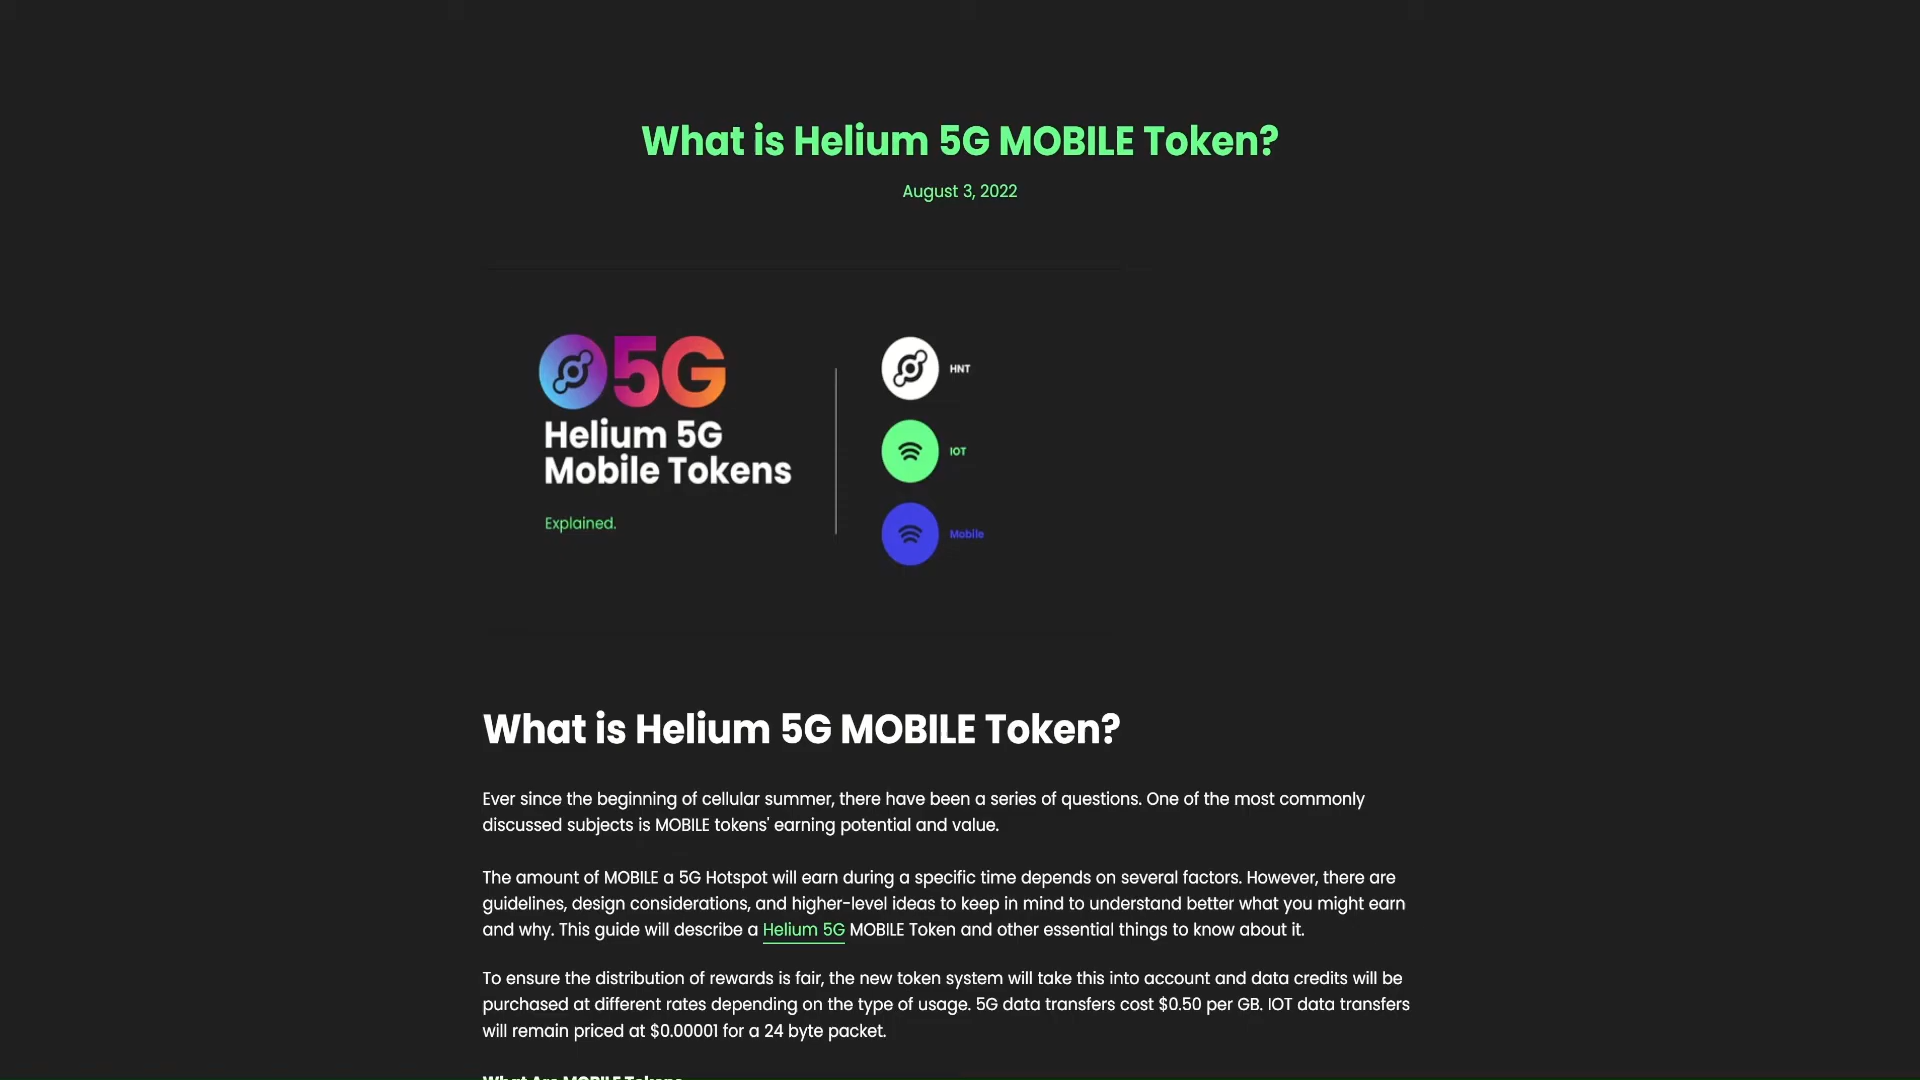 What is Helium 5G MOBILE Token?
August 3, 2022
5G
Helium 5G
Mobile Tokens
Explained.
HNT
IOT
Mobile
What is Helium 5G MOBILE Token?
Ever since the beginning of cellular summer, there have been a series of questions. One of the most commonly
discussed subjects is MOBILE tokens' earning potential and value.
The amount of MOBILE a 5G Hotspot will earn during a specific time depends on several factors. However, there are
guidelines, design considerations, and higher-level ideas to keep in mind to understand better what you might earn
and why. This guide will describe a Helium 5G MOBILE Token and other essential things to know about it.
To ensure the distribution of rewards is fair, the new token system will take this into account and data credits will be
purchased at different rates depending on the type of usage. 5G data transfers cost $0.50 per GB. IOT data transfers
will remain priced at $0.00001 for a 24 byte packet.
What Are MOBILE Tokens